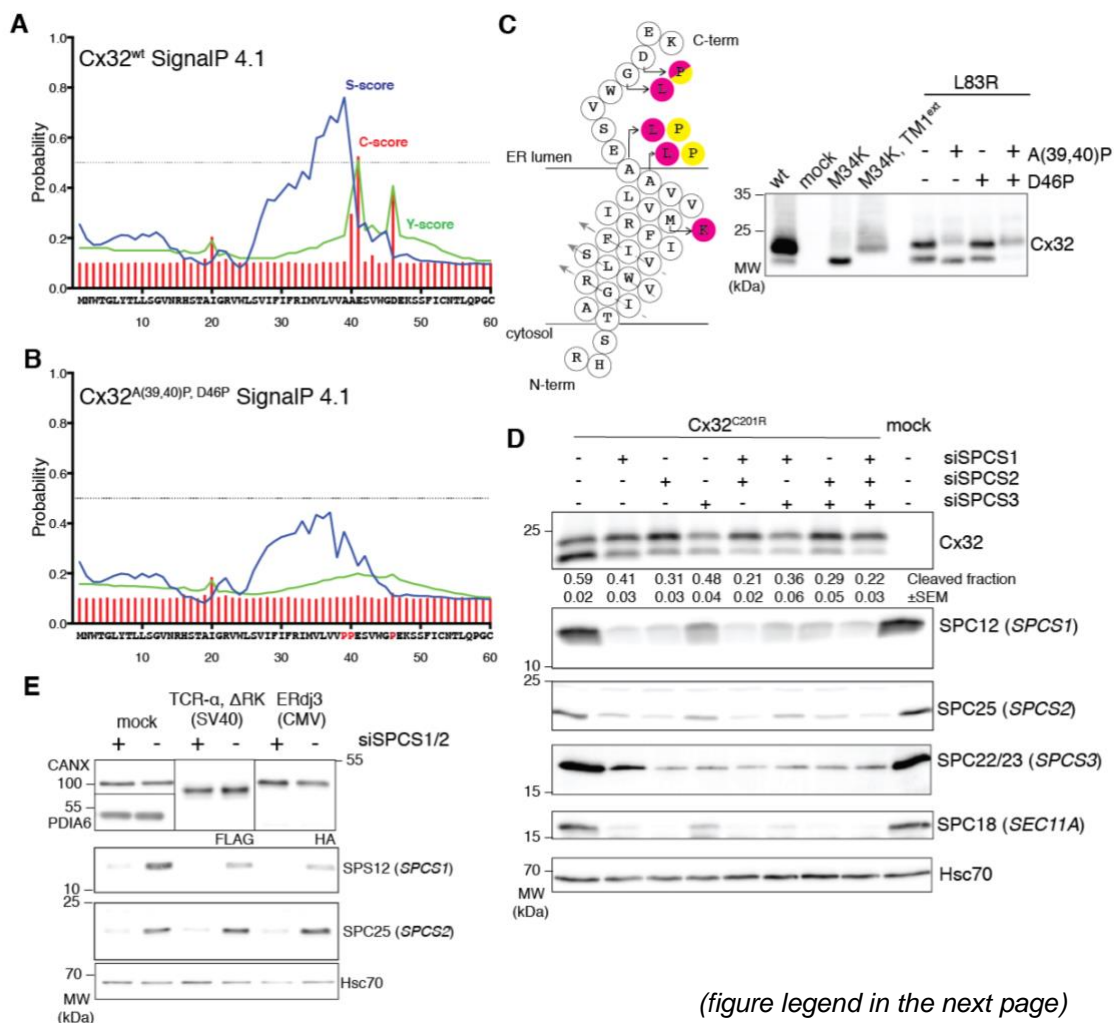 A
Cx32wt SignalP 4.1
S-score
C-score
Y-score
Probability
1.0
0.8
0.6
0.4
0.2
0.0
MNWTGLYTLLSGVNRHSTAIGRVWLSVIFIFRIMVLVVAAESVWGDEKSSFICNTLQPGC
10 20 30 40 50 60
B
Cx32A(39,40)P, D46P SignalP 4.1
Probability
1.0
0.8
0.6
0.4
0.2
0.0
MNWTGLYTLLSGVNRHSTAIGRVWLSVIFIFRIMVLVVPPESVWGPEKSSFICNTLQPGC
10 20 30 40 50 60
C
E K C-term
D
G P
W L
V
S L P
E L P
ER lumen
A A
L V V
I V M K
R
F F I
L I V
S W
R G V
A I
T
cytosol
S
R H
N-term
L83R
wt mock M34K M34K, TM1ext
- + - + A(39,40)P
- - + + D46P
35
25
Cx32
15
MW
(kDa)
D
Cx32C201R mock
- + - - + + - + - siSPCS1
- - + - + - + + - siSPCS2
- - - + - + + + - siSPCS3
25
Cx32
0.59 0.41 0.31 0.48 0.21 0.36 0.29 0.22 Cleaved fraction
0.02 0.03 0.03 0.04 0.02 0.06 0.05 0.03 ±SEM
SPC12 (SPCS1)
10
25
SPC25 (SPCS2)
SPC22/23 (SPCS3)
15
SPC18 (SEC11A)
15
70
Hsc70
MW
(kDa)
E
TCR-α, ΔRK ERdj3
mock (SV40) (CMV)
+ - + - + - siSPCS1/2
55
CANX
100
55
PDIA6
FLAG HA
SPS12 (SPCS1)
10
25
SPC25 (SPCS2)
70
Hsc70
MW
(kDa)
(figure legend in the next page)